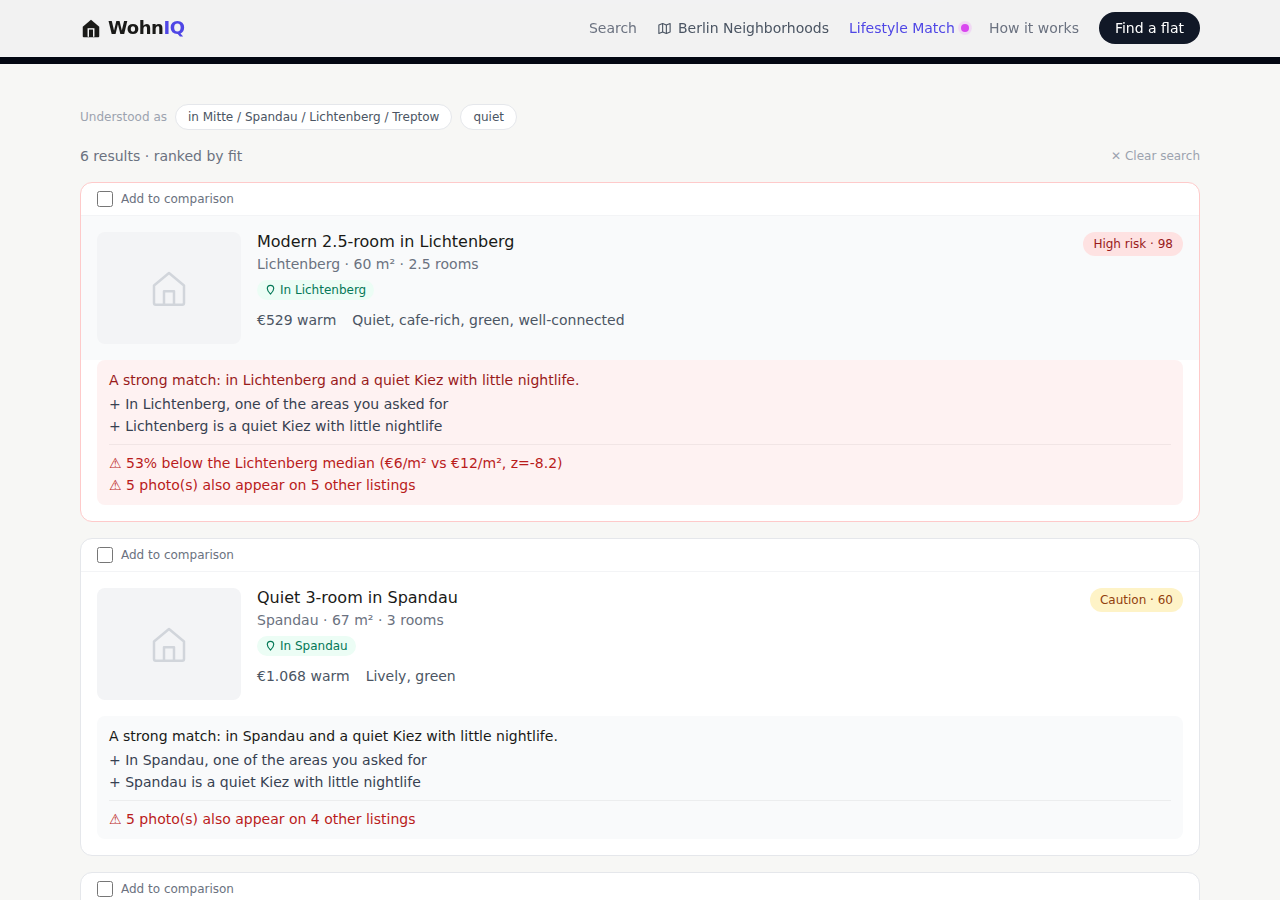 WohnIQ
Search
Berlin Neighborhoods
Lifestyle Match
How it works
Find a flat
Understood as
in Mitte / Spandau / Lichtenberg / Treptow
quiet
6 results · ranked by fit
✕ Clear search
Add to comparison
Modern 2.5-room in Lichtenberg
High risk · 98
Lichtenberg · 60 m² · 2.5 rooms
In Lichtenberg
€529 warm Quiet, cafe-rich, green, well-connected
A strong match: in Lichtenberg and a quiet Kiez with little nightlife.
+ In Lichtenberg, one of the areas you asked for
+ Lichtenberg is a quiet Kiez with little nightlife
⚠ 53% below the Lichtenberg median (€6/m² vs €12/m², z=-8.2)
⚠ 5 photo(s) also appear on 5 other listings
Add to comparison
Quiet 3-room in Spandau
Caution · 60
Spandau · 67 m² · 3 rooms
In Spandau
€1.068 warm Lively, green
A strong match: in Spandau and a quiet Kiez with little nightlife.
+ In Spandau, one of the areas you asked for
+ Spandau is a quiet Kiez with little nightlife
⚠ 5 photo(s) also appear on 4 other listings
Add to comparison